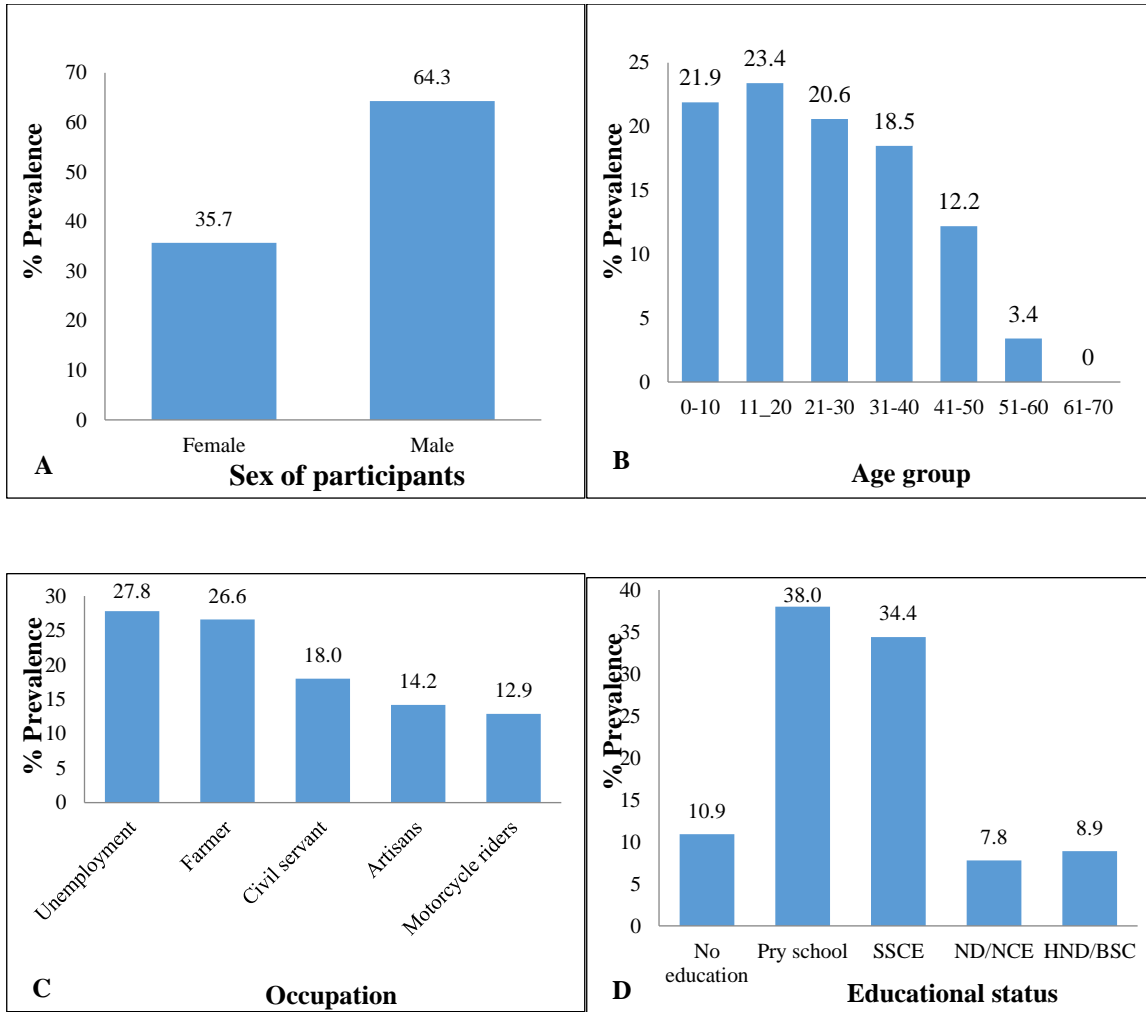 % Prevalence
70
60
50
40
30
20
10
0
35.7
64.3
Female Male
A
Sex of participants
% Prevalence
25
20
15
10
5
0
21.9
23.4
20.6
18.5
12.2
3.4
0
0-10 11_20 21-30 31-40 41-50 51-60 61-70
B
Age group
% Prevalence
30
25
20
15
10
5
0
27.8
26.6
18.0
14.2
12.9
Unemployment
Farmer
Civil servant
Artisans
Motorcycle riders
C
Occupation
% Prevalence
40
35
30
25
20
15
10
5
0
10.9
38.0
34.4
7.8
8.9
No
education
Pry school
SSCE
ND/NCE
HND/BSC
D
Educational status